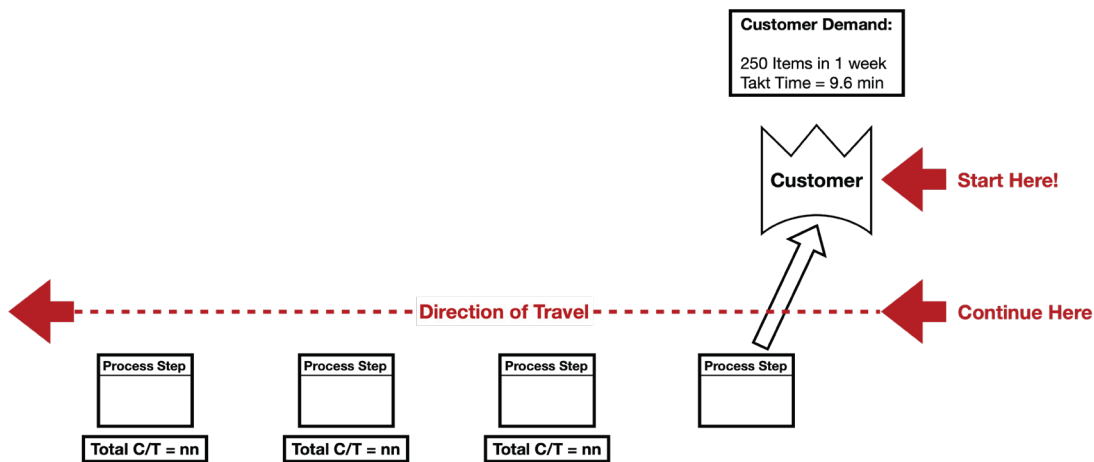 Customer Demand:
250 Items in 1 week
Takt Time = 9.6 min
Customer
Start Here!
Direction of Travel
Continue Here
Process Step
Process Step
Process Step
Process Step
Total C/T = nn
Total C/T = nn
Total C/T = nn